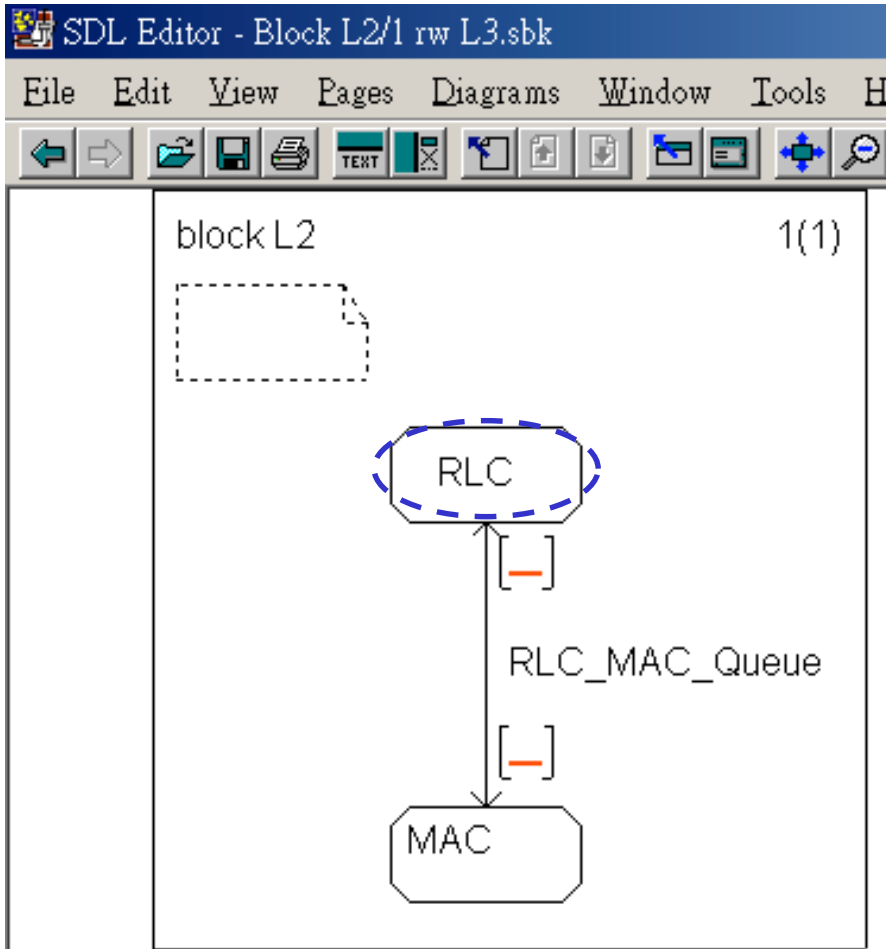 SDL Editor - Block L2/1 rw L3.sbk
File Edit View Pages Diagrams Window Tools H
TEXT
block L2 1(1)
RLC
[_]
RLC_MAC_Queue
[_]
MAC